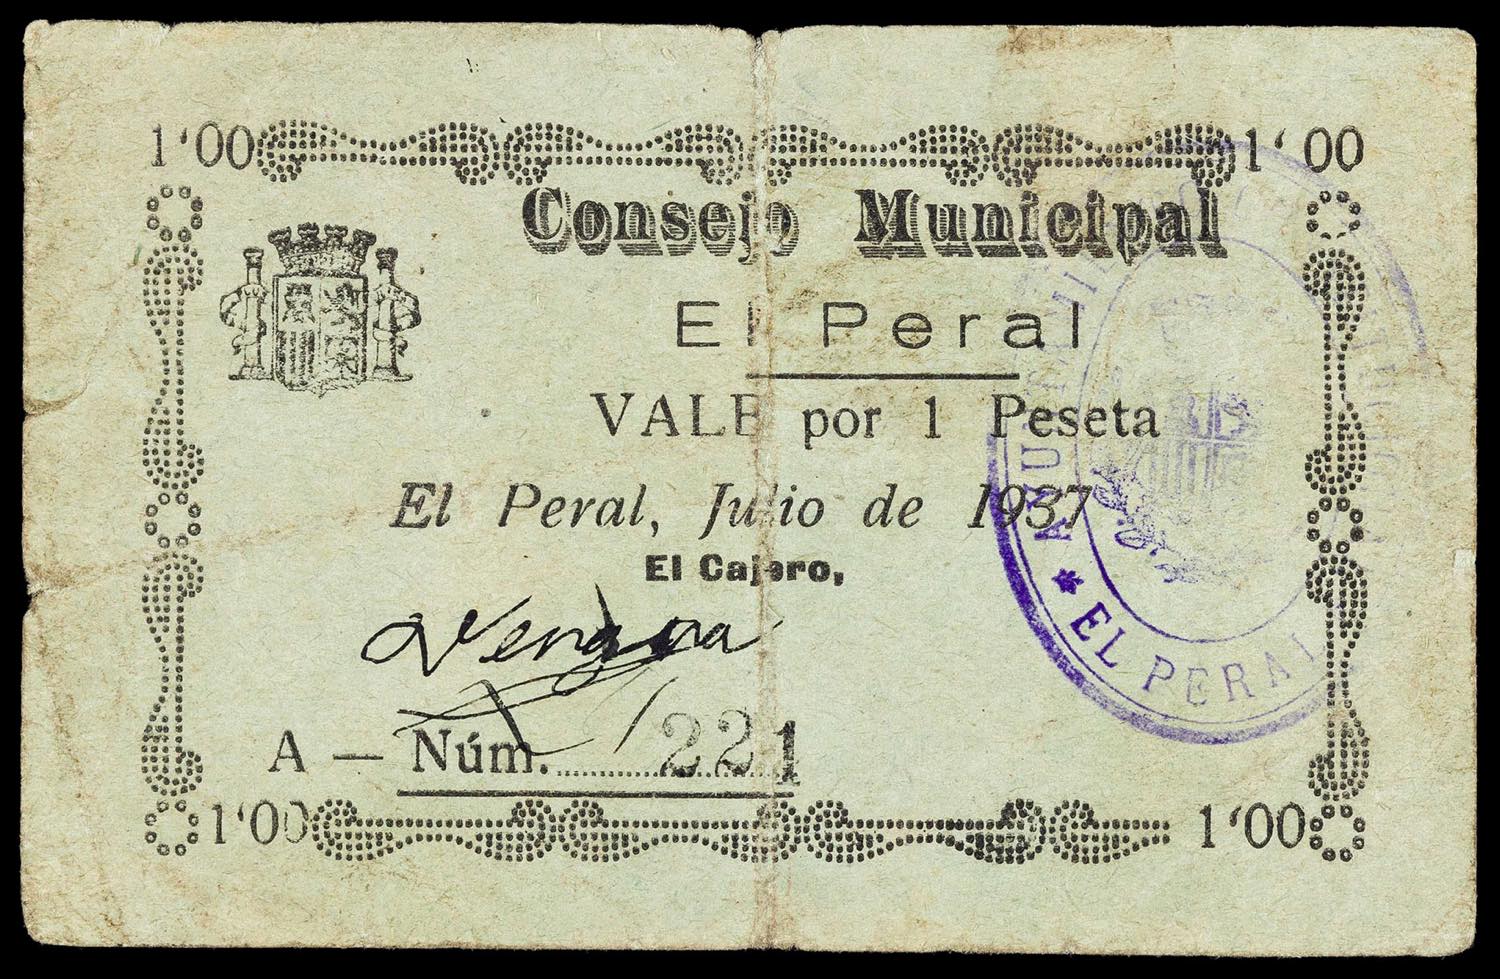 1'00 1'00
Consejo Municipal
El Peral
VALE por 1 Peseta
El Peral, Julio de 1937
El Cajero,
A — Núm. 221
1'00 1'00
EL PERAL